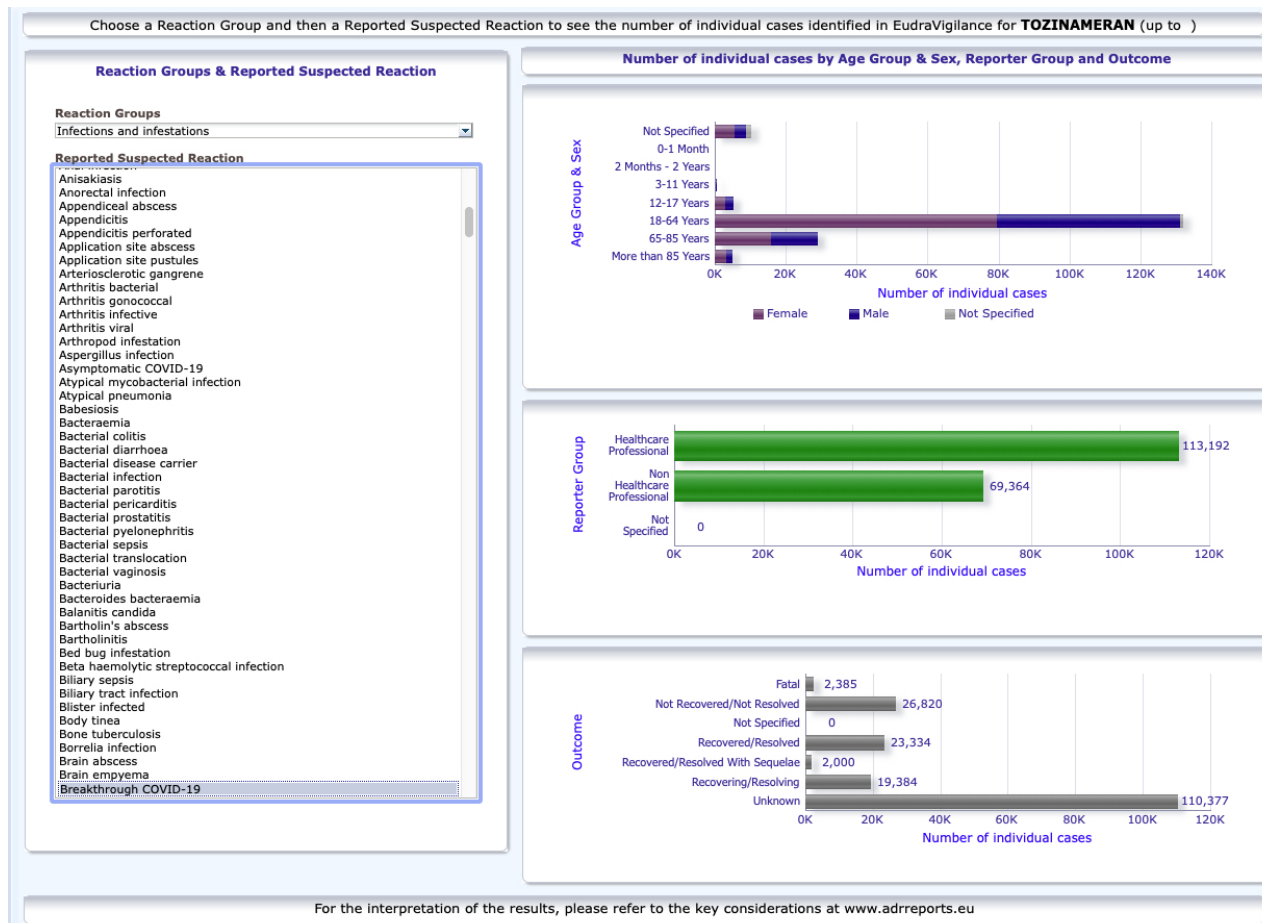 Choose a Reaction Group and then a Reported Suspected Reaction to see the number of individual cases identified in EudraVigilance for TOZINAMERAN (up to )
Reaction Groups & Reported Suspected Reaction
Reaction Groups
Infections and infestations
Reported Suspected Reaction
Anisakiasis
Anorectal infection
Appendiceal abscess
Appendicitis
Appendicitis perforated
Application site abscess
Application site pustules
Arteriosclerotic gangrene
Arthritis bacterial
Arthritis gonococcal
Arthritis infective
Arthritis viral
Arthropod infestation
Aspergillus infection
Asymptomatic COVID-19
Atypical mycobacterial infection
Atypical pneumonia
Babesiosis
Bacteraemia
Bacterial colitis
Bacterial diarrhoea
Bacterial disease carrier
Bacterial infection
Bacterial parotitis
Bacterial pericarditis
Bacterial prostatitis
Bacterial pyelonephritis
Bacterial sepsis
Bacterial translocation
Bacterial vaginosis
Bacteriuria
Bacteroides bacteraemia
Balanitis candida
Bartholin's abscess
Bartholinitis
Bed bug infestation
Beta haemolytic streptococcal infection
Biliary sepsis
Biliary tract infection
Blister infected
Body tinea
Bone tuberculosis
Borrelia infection
Brain abscess
Brain empyema
Breakthrough COVID-19
Number of individual cases by Age Group & Sex, Reporter Group and Outcome
Age Group & Sex
Not Specified
0-1 Month
2 Months - 2 Years
3-11 Years
12-17 Years
18-64 Years
65-85 Years
More than 85 Years
0K 20K 40K 60K 80K 100K 120K 140K
Number of individual cases
Female Male Not Specified
Reporter Group
Healthcare
Professional
113,192
Non
Healthcare
Professional
69,364
Not
Specified
0
0K 20K 40K 60K 80K 100K 120K
Number of individual cases
Outcome
Fatal 2,385
Not Recovered/Not Resolved 26,820
Not Specified 0
Recovered/Resolved 23,334
Recovered/Resolved With Sequelae 2,000
Recovering/Resolving 19,384
Unknown 110,377
0K 20K 40K 60K 80K 100K 120K
Number of individual cases
For the interpretation of the results, please refer to the key considerations at www.adrreports.eu